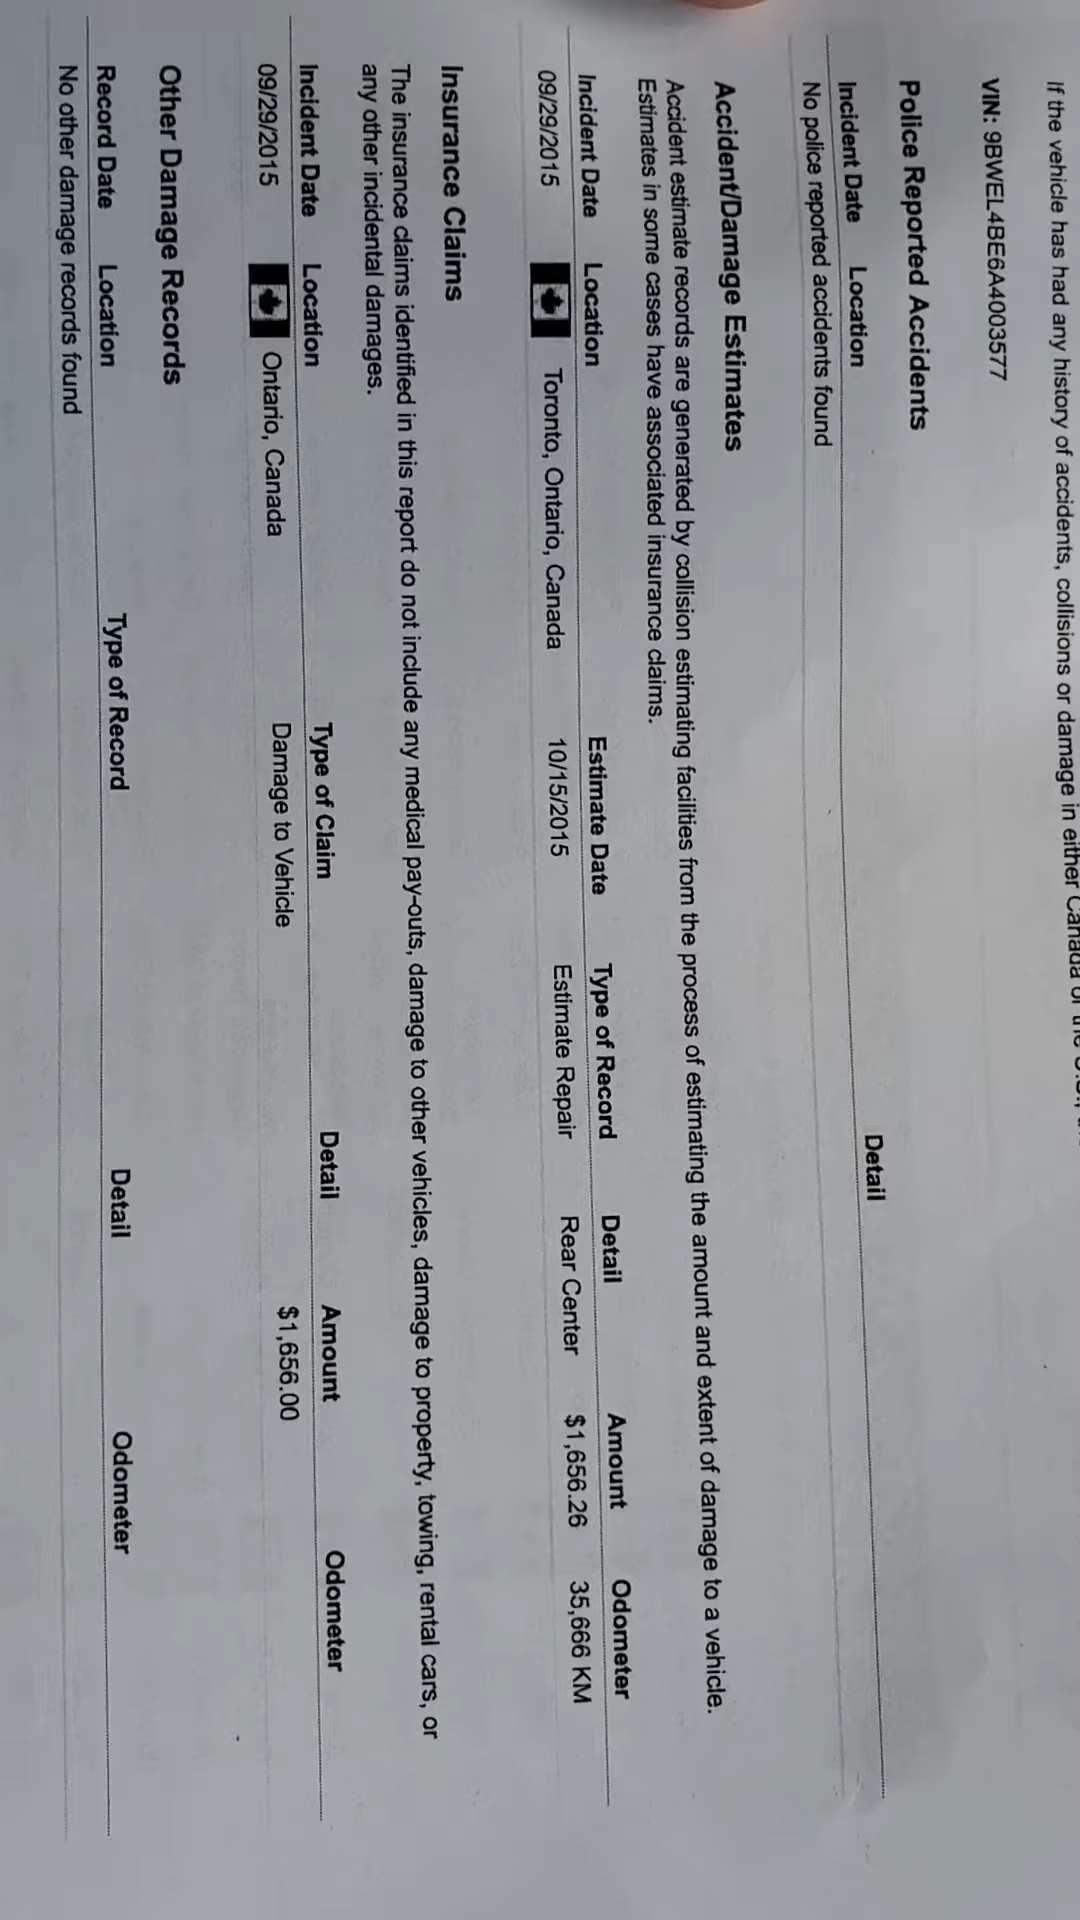 If the vehicle has had any history of accidents, collisions or damage in either Canada or the
VIN: 9BWEL4BE6A4003577
Police Reported Accidents
Incident Date Location Detail
No police reported accidents found
Accident/Damage Estimates
Accident estimate records are generated by collision estimating facilities from the process of estimating the amount and extent of damage to a vehicle.
Estimates in some cases have associated insurance claims.
Incident Date Location Estimate Date Type of Record Detail Amount Odometer
09/29/2015 Toronto, Ontario, Canada 10/15/2015 Estimate Repair Rear Center $1,656.26 35,666 KM
Insurance Claims
The insurance claims identified in this report do not include any medical pay-outs, damage to other vehicles, damage to property, towing, rental cars, or
any other incidental damages.
Incident Date Location Type of Claim Detail Amount Odometer
09/29/2015 Ontario, Canada Damage to Vehicle $1,656.00
Other Damage Records
Record Date Location Type of Record Detail Odometer
No other damage records found